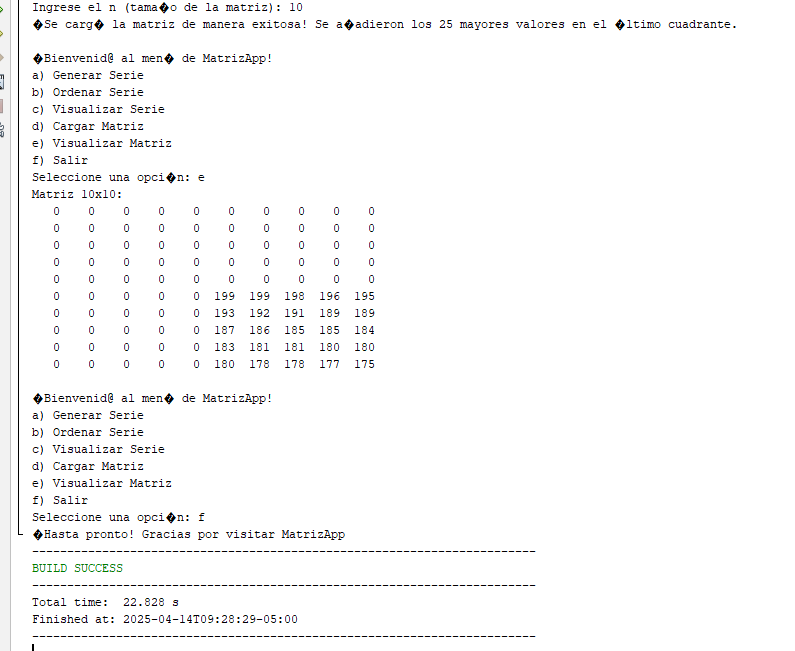 Ingrese el n (tama�o de la matriz): 10
�Se carg� la matriz de manera exitosa! Se a�adieron los 25 mayores valores en el �ltimo cuadrante.
�Bienvenid@ al men� de MatrizApp!
a) Generar Serie
b) Ordenar Serie
c) Visualizar Serie
d) Cargar Matriz
e) Visualizar Matriz
f) Salir
Seleccione una opci�n: e
Matriz 10x10:
0 0 0 0 0 0 0 0 0 0
0 0 0 0 0 0 0 0 0 0
0 0 0 0 0 0 0 0 0 0
0 0 0 0 0 0 0 0 0 0
0 0 0 0 0 0 0 0 0 0
0 0 0 0 0 199 199 198 196 195
0 0 0 0 0 193 192 191 189 189
0 0 0 0 0 187 186 185 185 184
0 0 0 0 0 183 181 181 180 180
0 0 0 0 0 180 178 178 177 175
�Bienvenid@ al men� de MatrizApp!
a) Generar Serie
b) Ordenar Serie
c) Visualizar Serie
d) Cargar Matriz
e) Visualizar Matriz
f) Salir
Seleccione una opci�n: f
�Hasta pronto! Gracias por visitar MatrizApp
------------------------------------------------------------------------
BUILD SUCCESS
------------------------------------------------------------------------
Total time:  22.828 s
Finished at: 2025-04-14T09:28:29-05:00
------------------------------------------------------------------------